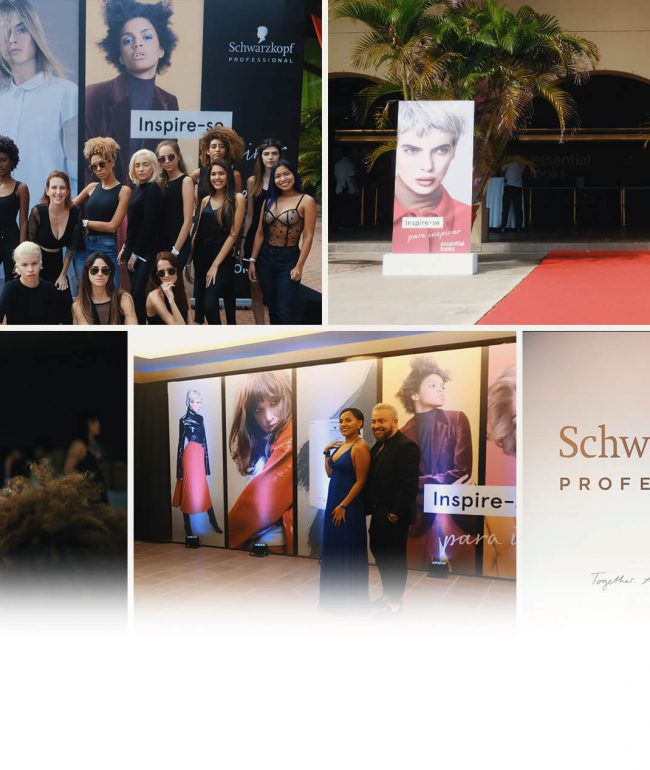 Schwarzkopf
PROFESSIONAL
Inspire-se
essential
looks
Inspire-se
para inspirar
essential
looks
Inspire-
para i
Schw
PROFE
Together. A